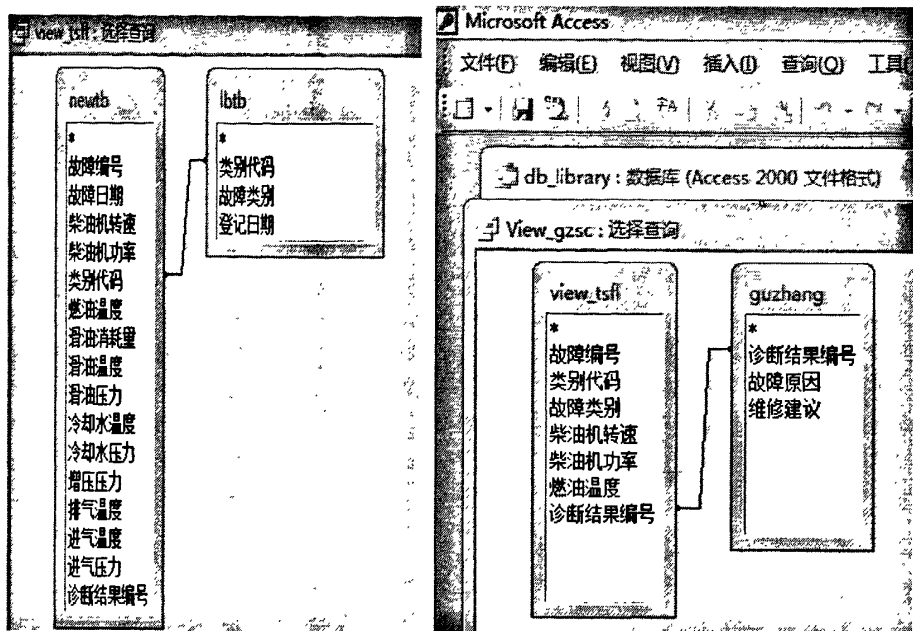 view_tsfl : 选择查询
newtb
*
故障编号
故障日期
柴油机转速
柴油机功率
类别代码
燃油温度
滑油消耗量
滑油温度
滑油压力
冷却水温度
冷却水压力
增压压力
排气温度
进气温度
进气压力
诊断结果编号
lbtb
*
类别代码
故障类别
登记日期
Microsoft Access
文件(F) 编辑(E) 视图(V) 插入(I) 查询(Q) 工具(
db_library : 数据库 (Access 2000 文件格式)
View_gzsc : 选择查询
view_tsfl
*
故障编号
类别代码
故障类别
柴油机转速
柴油机功率
燃油温度
诊断结果编号
guzhang
*
诊断结果编号
故障原因
维修建议